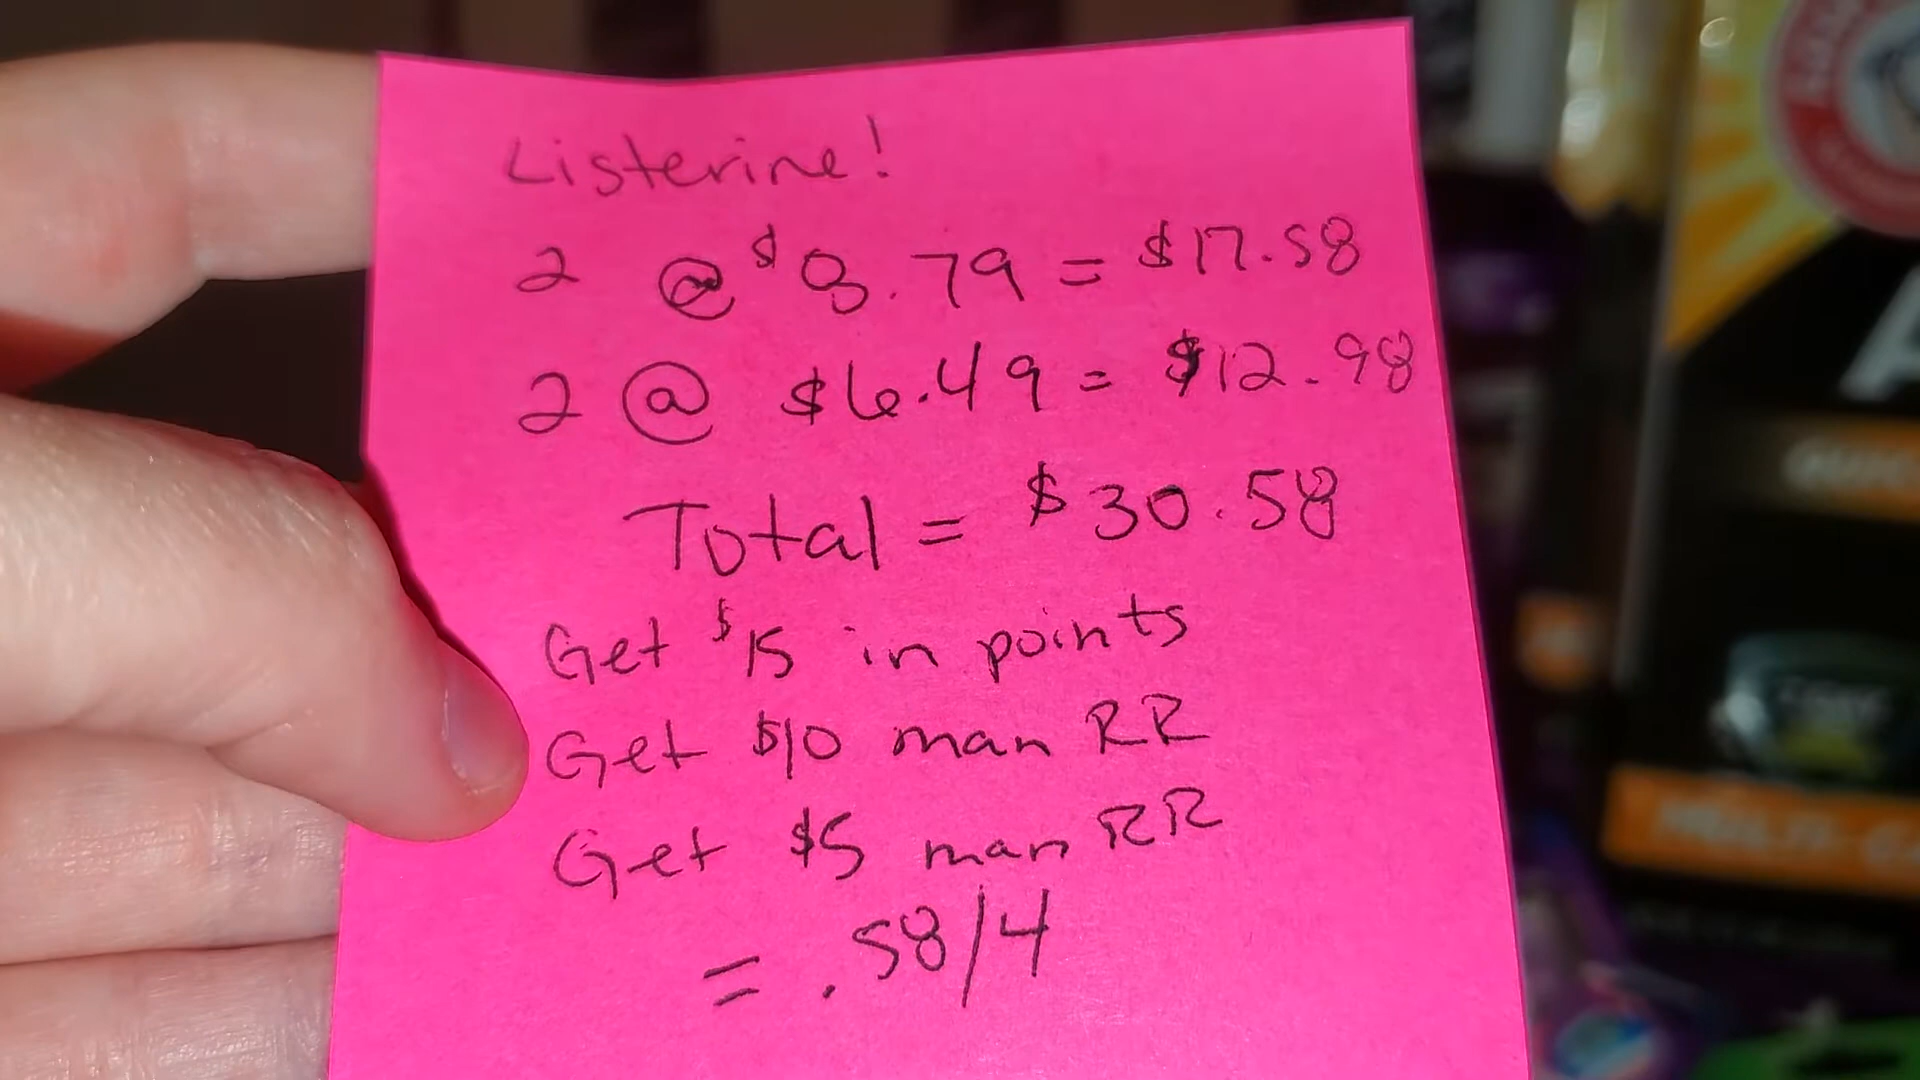 Listerine!
2 @ $8.79 = $17.58
2 @ $6.49 = $12.98
Total = $30.58
Get $15 in points
Get $10 man RR
Get $5 man RR
= .58/4